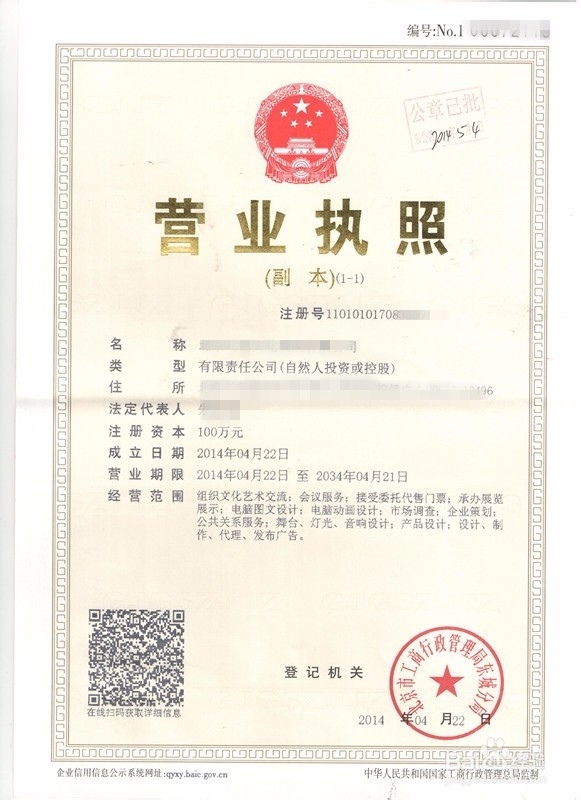 编号:No.1
公章已批
2014.5.4
营业执照
(副 本)(1-1)
注册号11010101708
名 称 司
类 型 有限责任公司(自然人投资或控股)
住 所
法定代表人
注册资本 100万元
成立日期 2014年04月22日
营业期限 2014年04月22日 至 2034年04月21日
经营范围 组织文化艺术交流；会议服务；接受委托代售门票；承办展览
展示；电脑图文设计；电脑动画设计；市场调查；企业策划；
公共关系服务；舞台、灯光、音响设计；产品设计；设计、制
作、代理、发布广告。
在线扫码获取详细信息
登记机关
北京市工商行政管理局东城分局
2014 年 04 月 22 日
企业信用信息公示系统网址:qyxy.baic.gov.cn
中华人民共和国国家工商行政管理总局监制